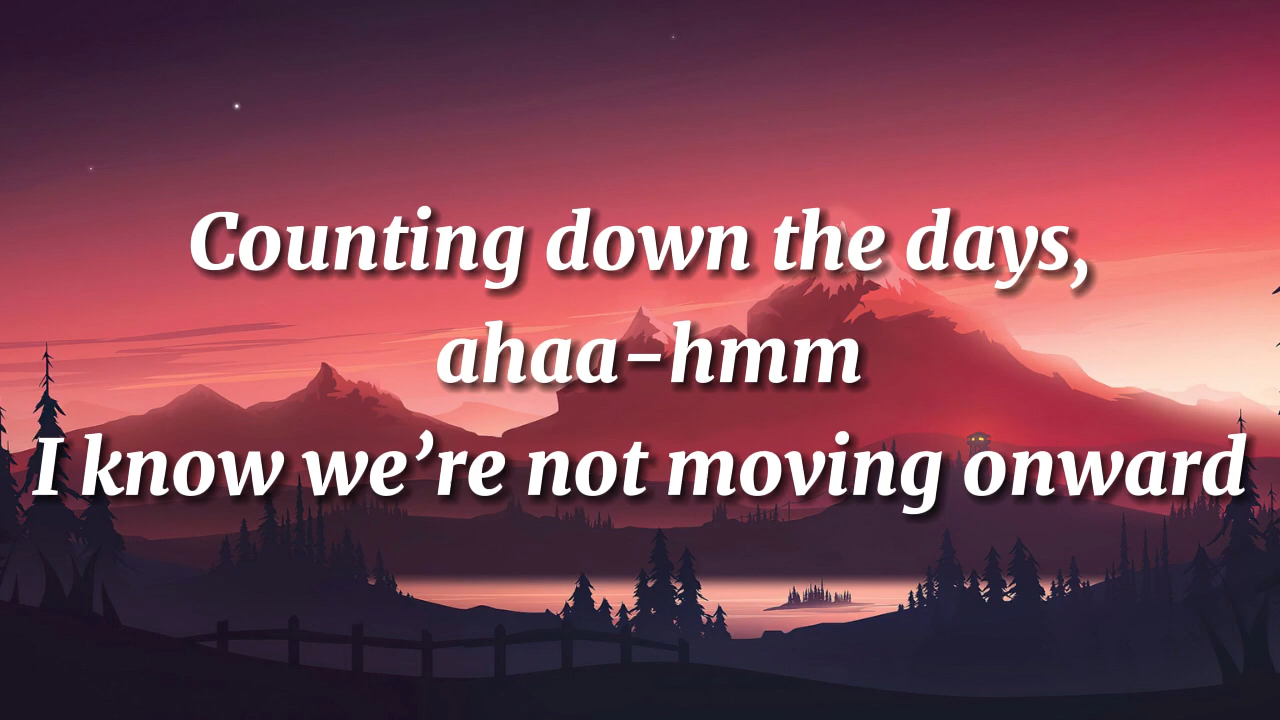 Counting down the days,
ahaa–hmm
I know we’re not moving onward